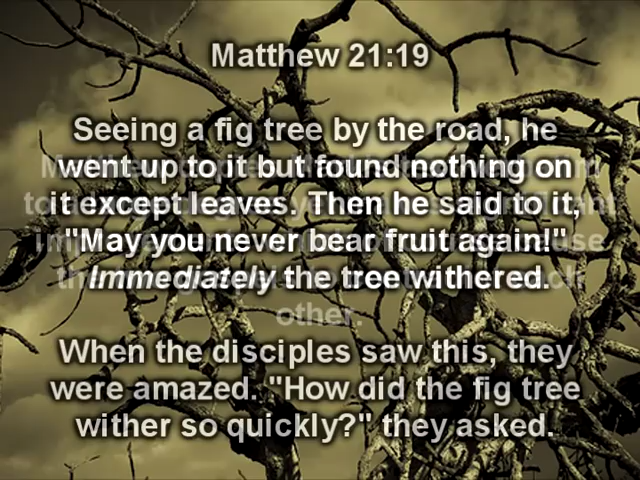 Matthew 21:19
Seeing a fig tree by the road, he
went up to it but found nothing on
it except leaves. Then he said to it,
"May you never bear fruit again!"
Immediately the tree withered.
other.
When the disciples saw this, they
were amazed. "How did the fig tree
wither so quickly?" they asked.